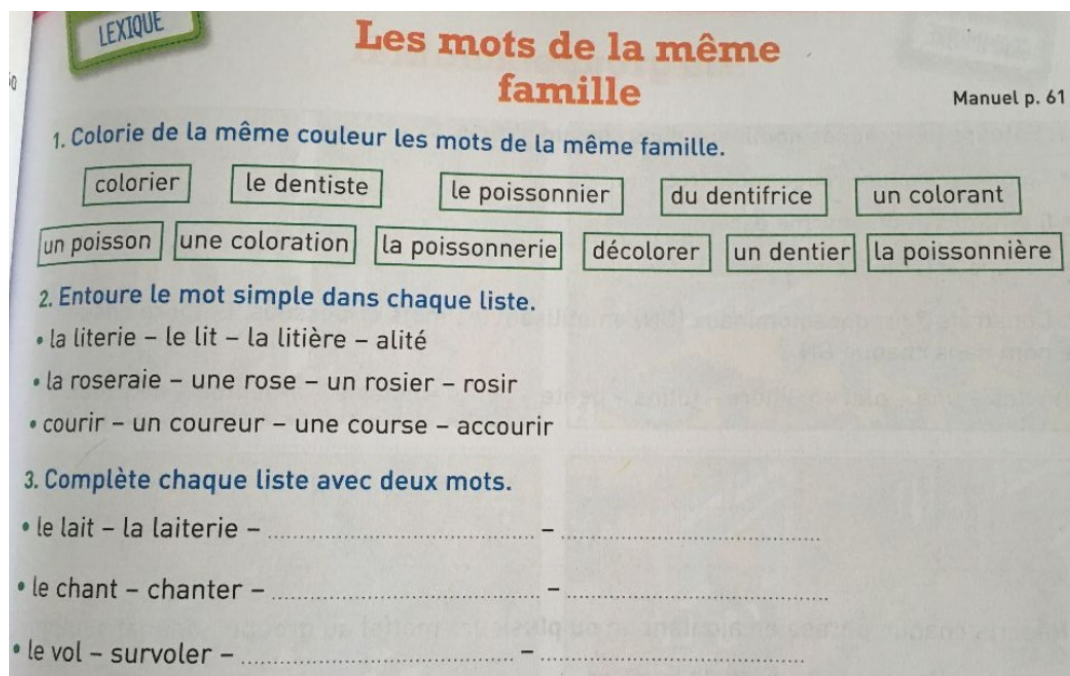 LEXIQUE
Les mots de la même
famille
Manuel p. 61
1. Colorie de la même couleur les mots de la même famille.
colorier le dentiste le poissonnier du dentifrice un colorant
un poisson une coloration la poissonnerie décolorer un dentier la poissonnière
2. Entoure le mot simple dans chaque liste.
• la literie – le lit – la litière – alité
• la roseraie – une rose – un rosier – rosir
• courir – un coureur – une course – accourir
3. Complète chaque liste avec deux mots.
• le lait – la laiterie – ........................ – ........................
• le chant – chanter – ........................ – ........................
• le vol – survoler – ........................ – ........................